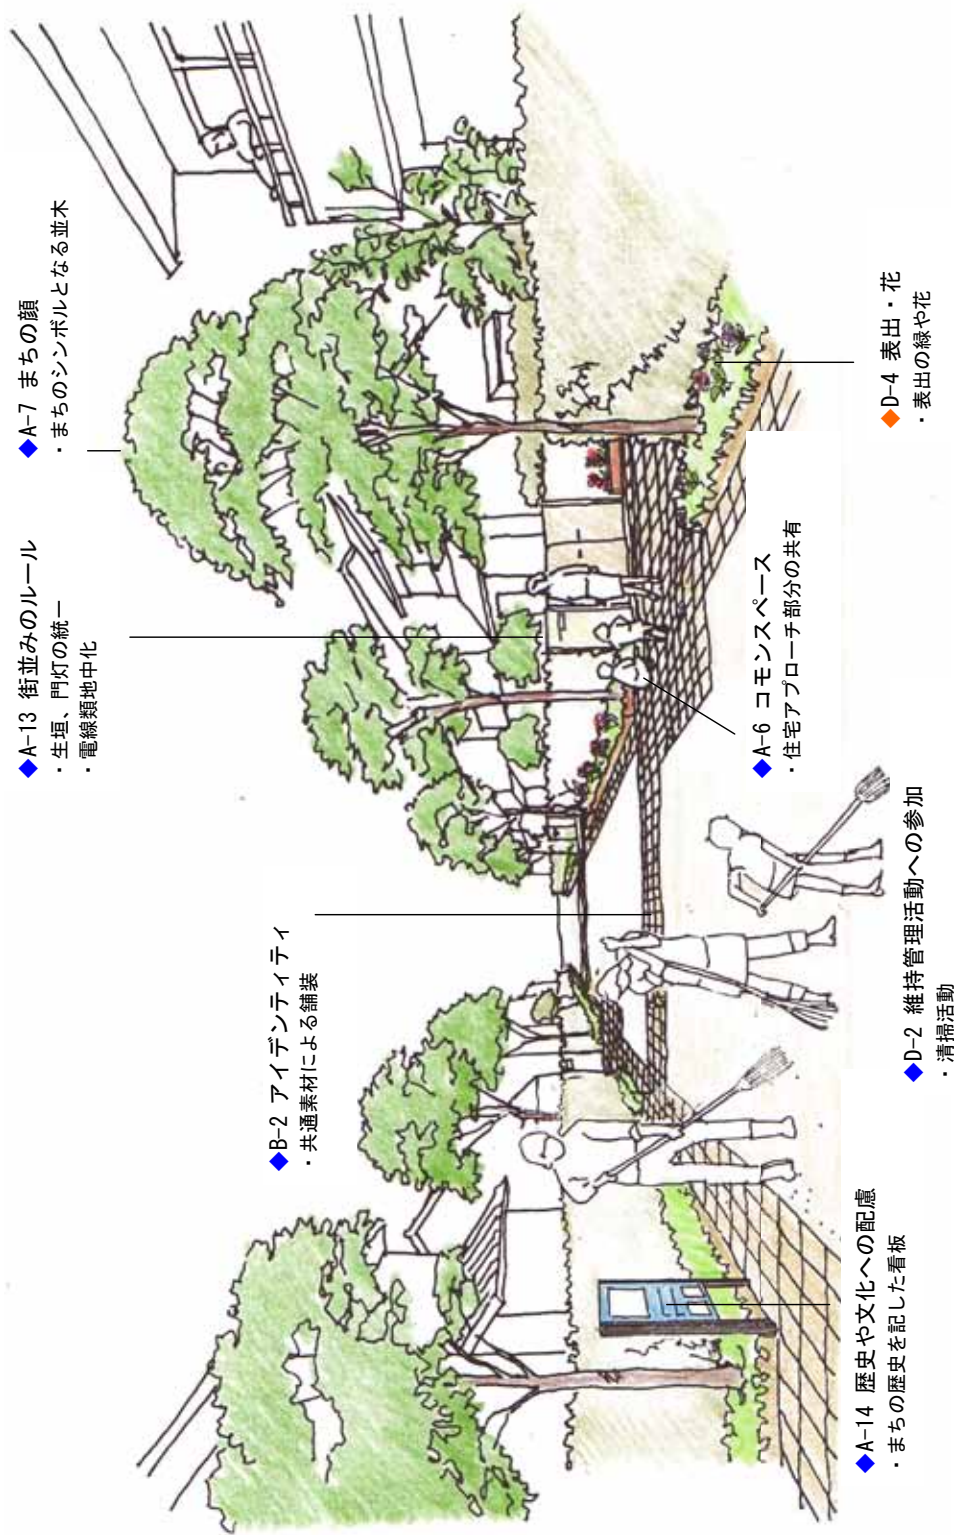 ◆A-7 まちの顔
・まちのシンボルとなる並木
◆A-13 街並みのルール
・生垣、門灯の統一
・電線類地中化
◆B-2 アイデンティティ
・共通素材による舗装
◆D-4 表出・花
・表出の緑や花
◆A-6 コモンスペース
・住宅アプローチ部分の共有
◆D-2 維持管理活動への参加
・清掃活動
◆A-14 歴史や文化への配慮
・まちの歴史を記した看板